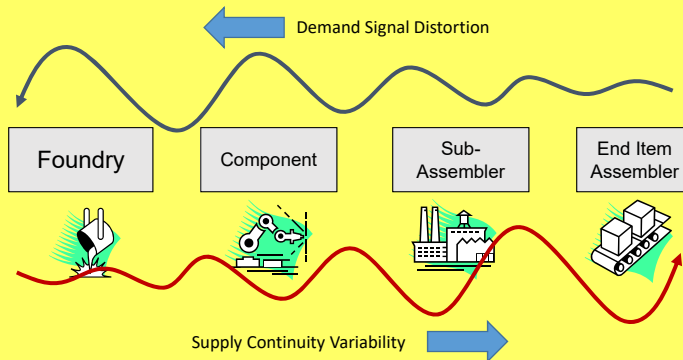 Demand Signal Distortion
Foundry
Component
Sub-
Assembler
End Item
Assembler
Supply Continuity Variability